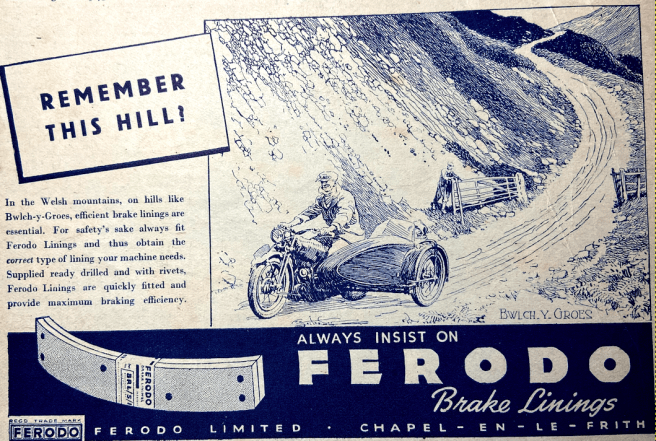 REMEMBER
THIS HILL?
In the Welsh mountains, on hills like
Bwlch-y-Groes, efficient brake linings are
essential. For safety's sake always fit
Ferodo Linings and thus obtain the
correct type of lining your machine needs.
Supplied ready drilled and with rivets,
Ferodo Linings are quickly fitted and
provide maximum braking efficiency.
BWLCH. Y. GROES
ALWAYS INSIST ON
FERODO
Brake Linings
FERODO
REGD TRADE MARK
FERODO
FERODO LIMITED · CHAPEL-EN-LE-FRITH